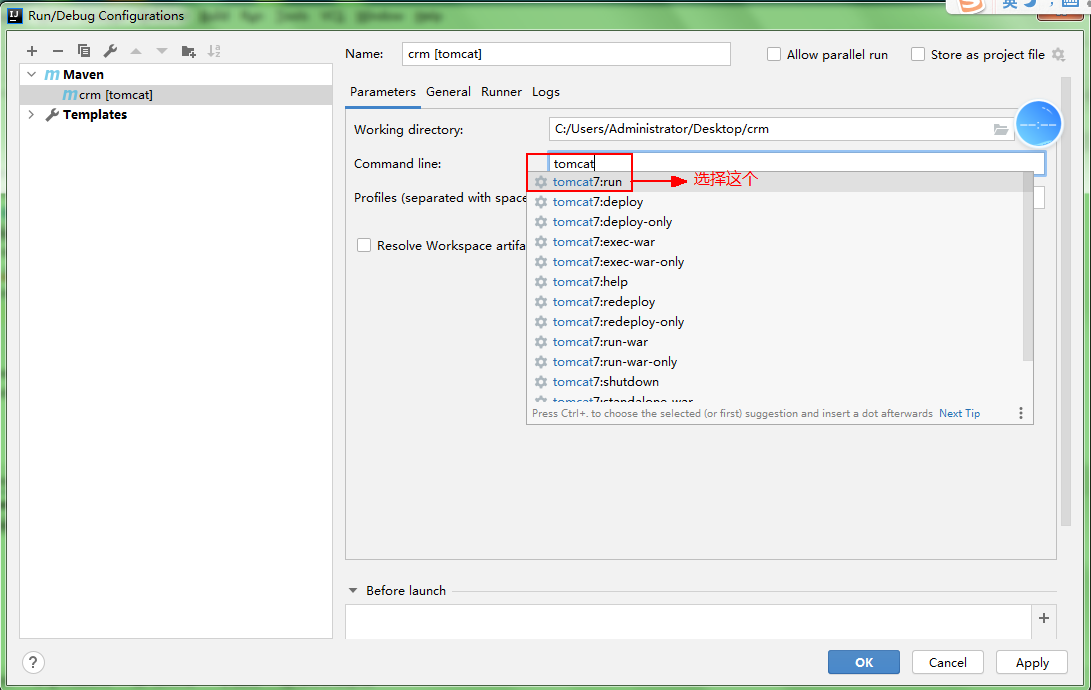 Run/Debug Configurations
英
Name:
crm [tomcat]
Allow parallel run
Store as project file
Maven
crm [tomcat]
Templates
Parameters
General
Runner
Logs
Working directory:
C:/Users/Administrator/Desktop/crm
Command line:
tomcat
tomcat7:run
选择这个
Profiles (separated with space
tomcat7:deploy
tomcat7:deploy-only
Resolve Workspace artifa
tomcat7:exec-war
tomcat7:exec-war-only
tomcat7:help
tomcat7:redeploy
tomcat7:redeploy-only
tomcat7:run-war
tomcat7:run-war-only
tomcat7:shutdown
tomcat7:standalone-war
Press Ctrl+. to choose the selected (or first) suggestion and insert a dot afterwards Next Tip
Before launch
OK
Cancel
Apply